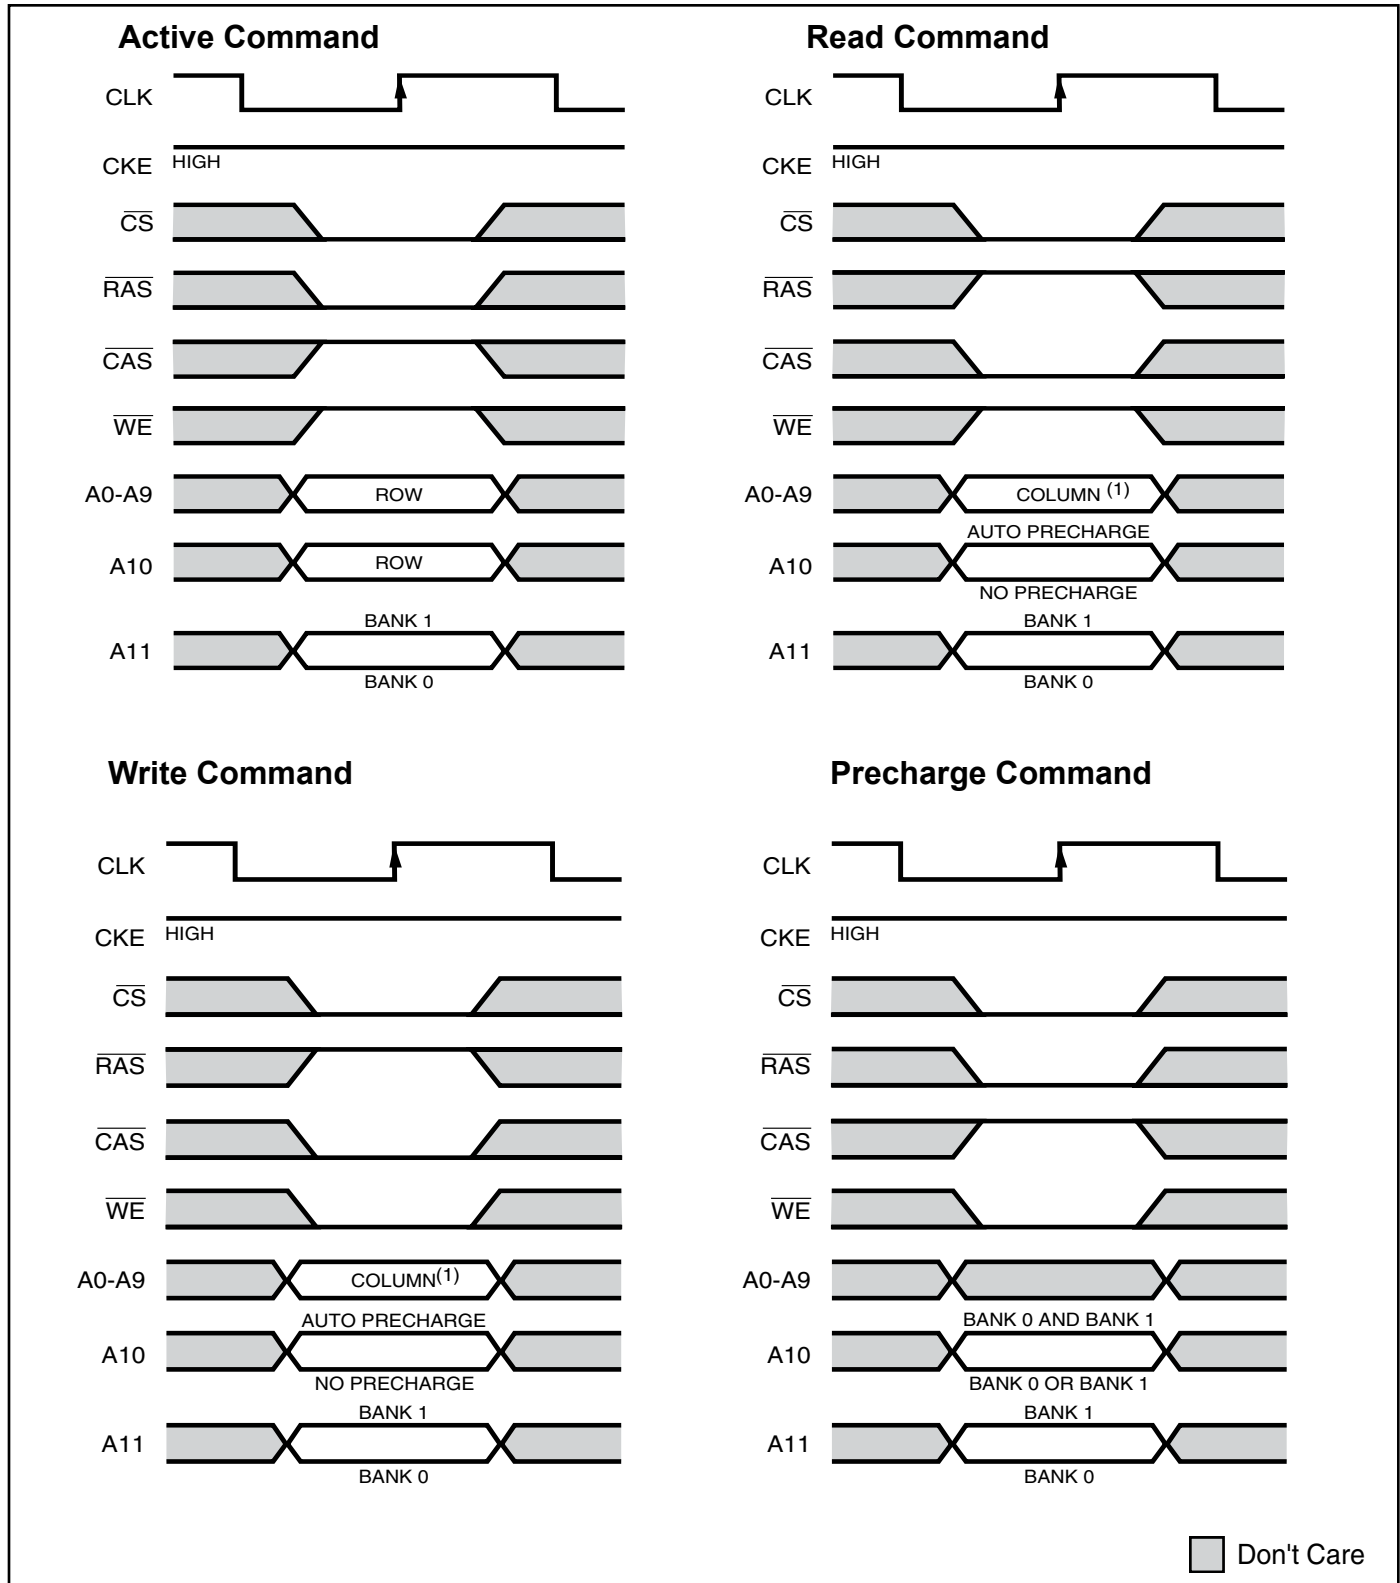 Active Command
CLK
CKE HIGH
CS
RAS
CAS
WE
A0-A9 ROW
A10 ROW
BANK 1
A11
BANK 0
Read Command
CLK
CKE HIGH
CS
RAS
CAS
WE
A0-A9 COLUMN (1)
AUTO PRECHARGE
A10
NO PRECHARGE
BANK 1
A11
BANK 0
Write Command
CLK
CKE HIGH
CS
RAS
CAS
WE
A0-A9 COLUMN(1)
AUTO PRECHARGE
A10
NO PRECHARGE
BANK 1
A11
BANK 0
Precharge Command
CLK
CKE HIGH
CS
RAS
CAS
WE
A0-A9
BANK 0 AND BANK 1
A10
BANK 0 OR BANK 1
BANK 1
A11
BANK 0
Don't Care